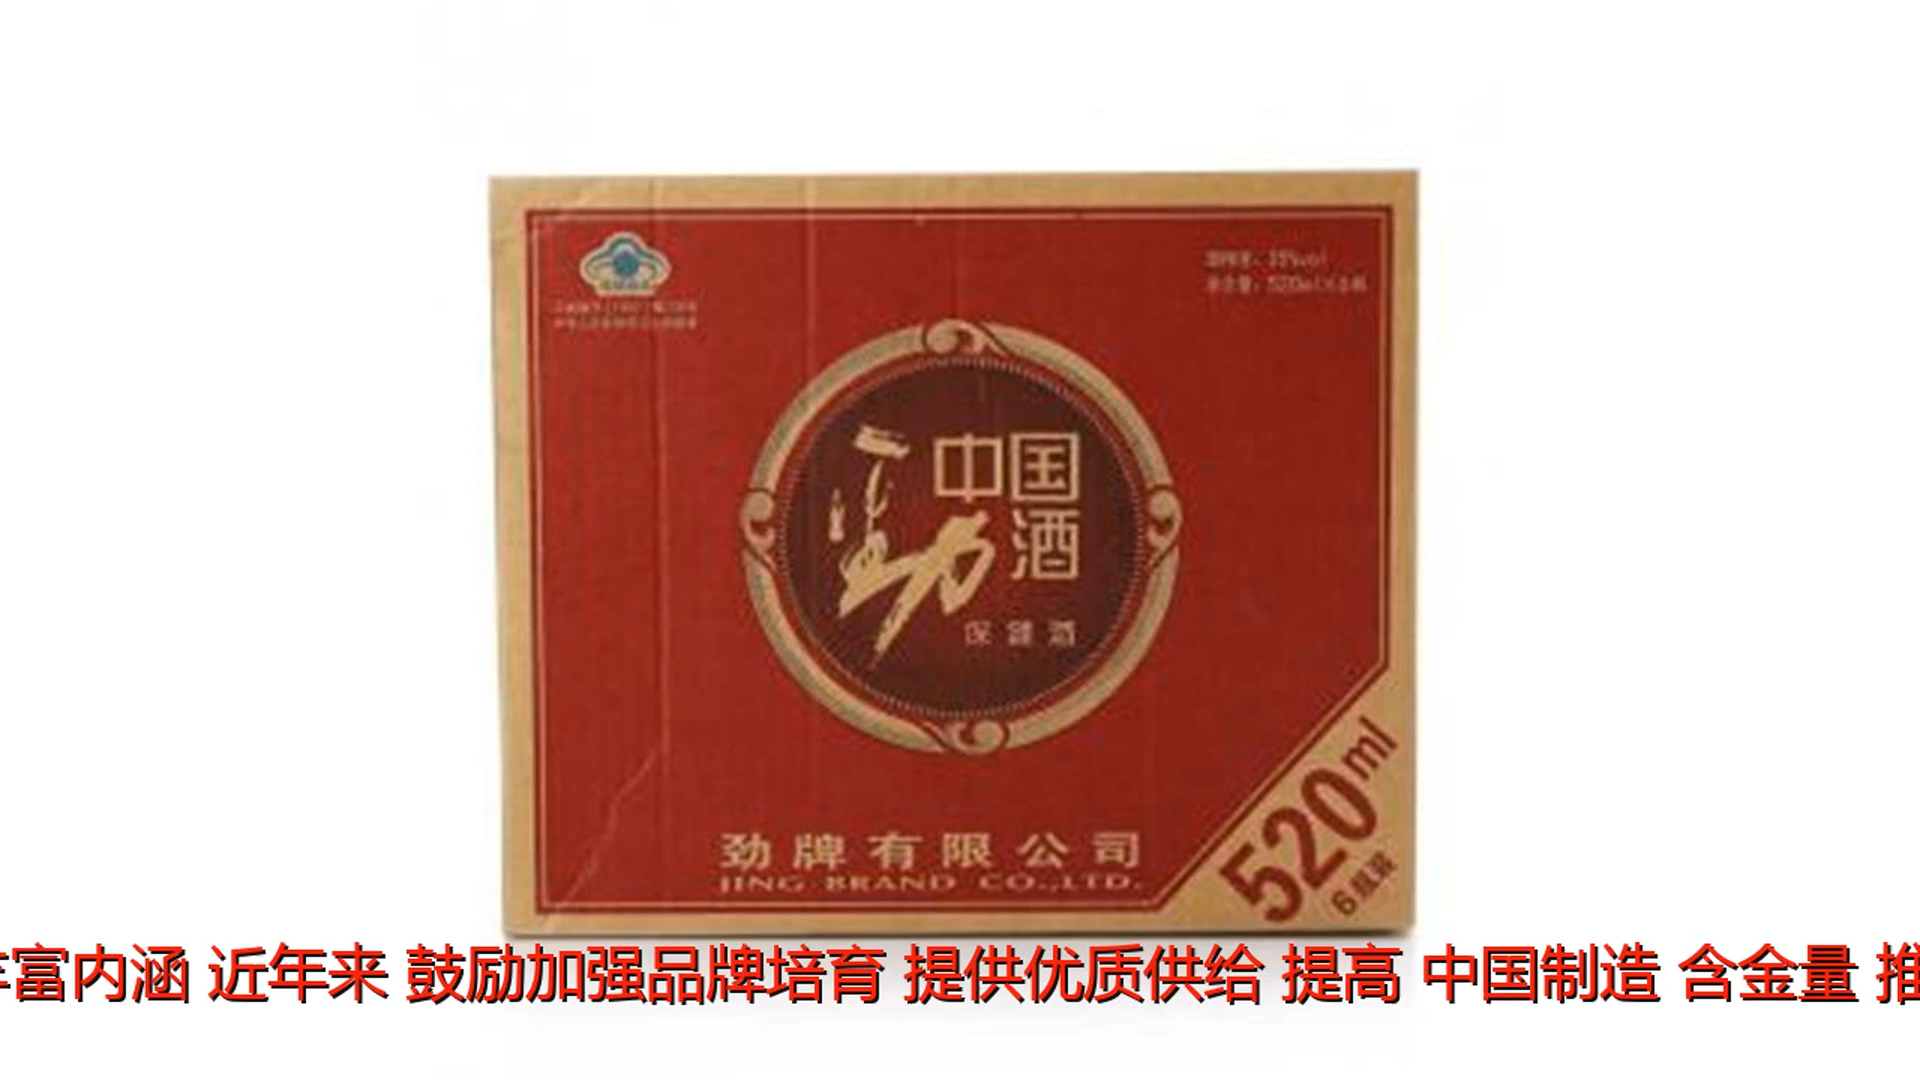 520ml
中国
劲酒
保健酒
劲牌有限公司
JING BRAND CO.,LTD.
520ml
6瓶装
富内涵 近年来 鼓励加强品牌培育 提供优质供给 提高 中国制造 含金量 推